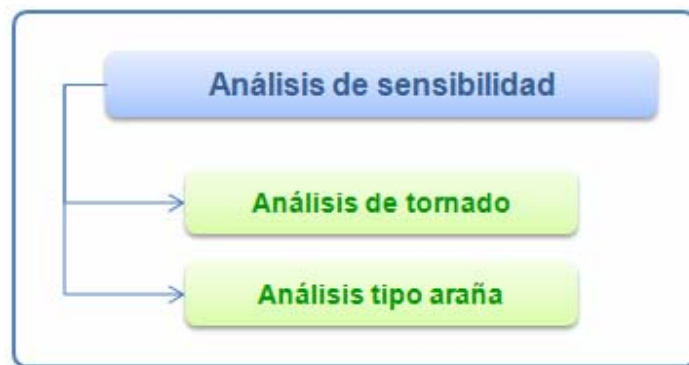 Análisis de sensibilidad
Análisis de tornado
Análisis tipo araña